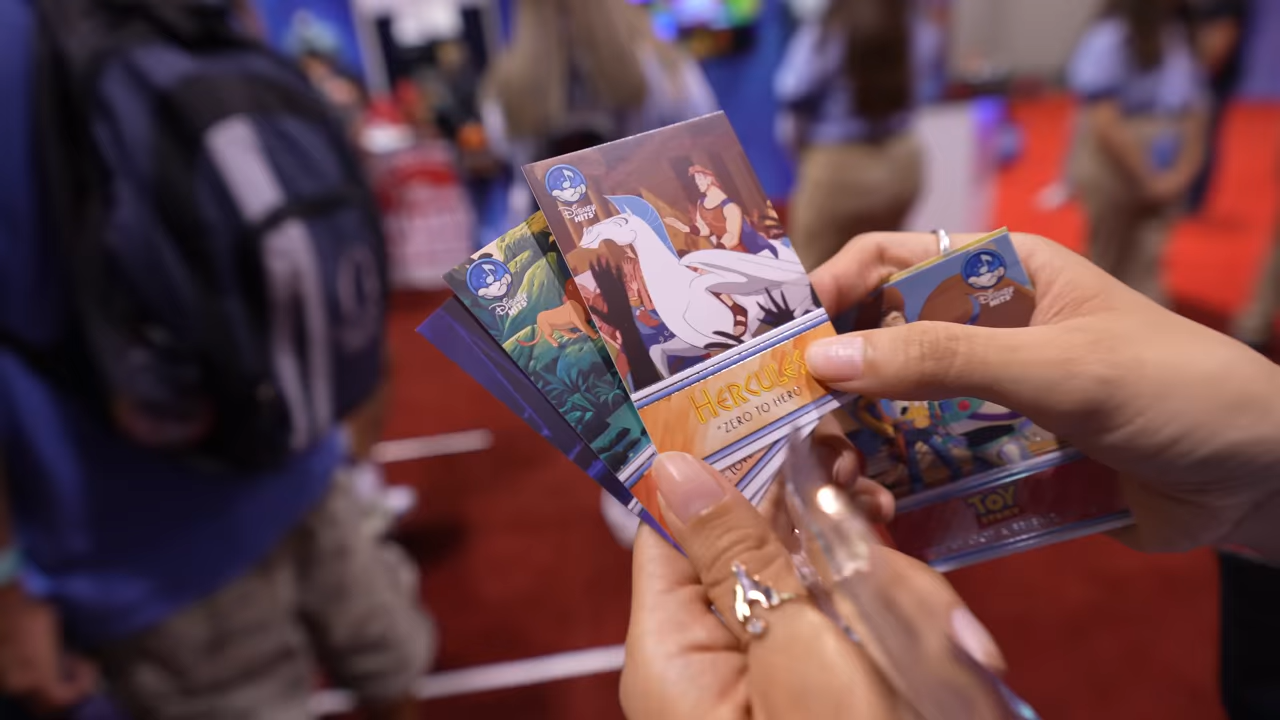 DISNEY
HITS
DISNEY
HITS
HERCULES
"ZERO TO HERO
DISNEY
HITS
TOY
STORY